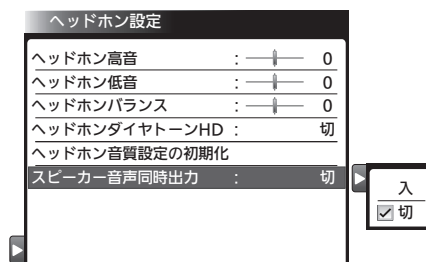 ヘッドホン設定
ヘッドホン高音 : 0
ヘッドホン低音 : 0
ヘッドホンバランス : 0
ヘッドホンダイヤトーンHD : 切
ヘッドホン音質設定の初期化
スピーカー音声同時出力 : 切
入
切